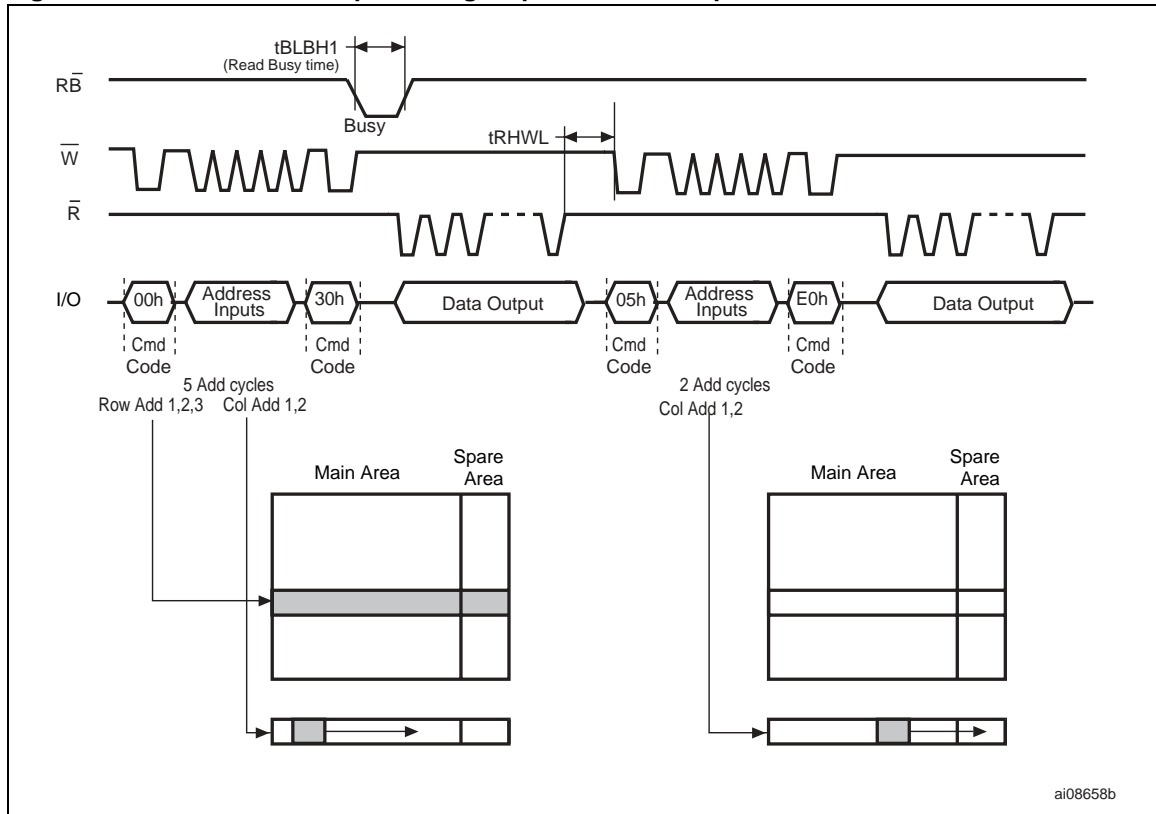 tBLBH1
(Read Busy time)
RB̅
Busy
tRHWL
W̅
R̅
I/O
00h
Address
Inputs
30h
Data Output
05h
Address
Inputs
E0h
Data Output
Cmd
Code
Cmd
Code
Cmd
Code
Cmd
Code
5 Add cycles
Row Add 1,2,3 Col Add 1,2
2 Add cycles
Col Add 1,2
Main Area
Spare
Area
Main Area
Spare
Area
ai08658b